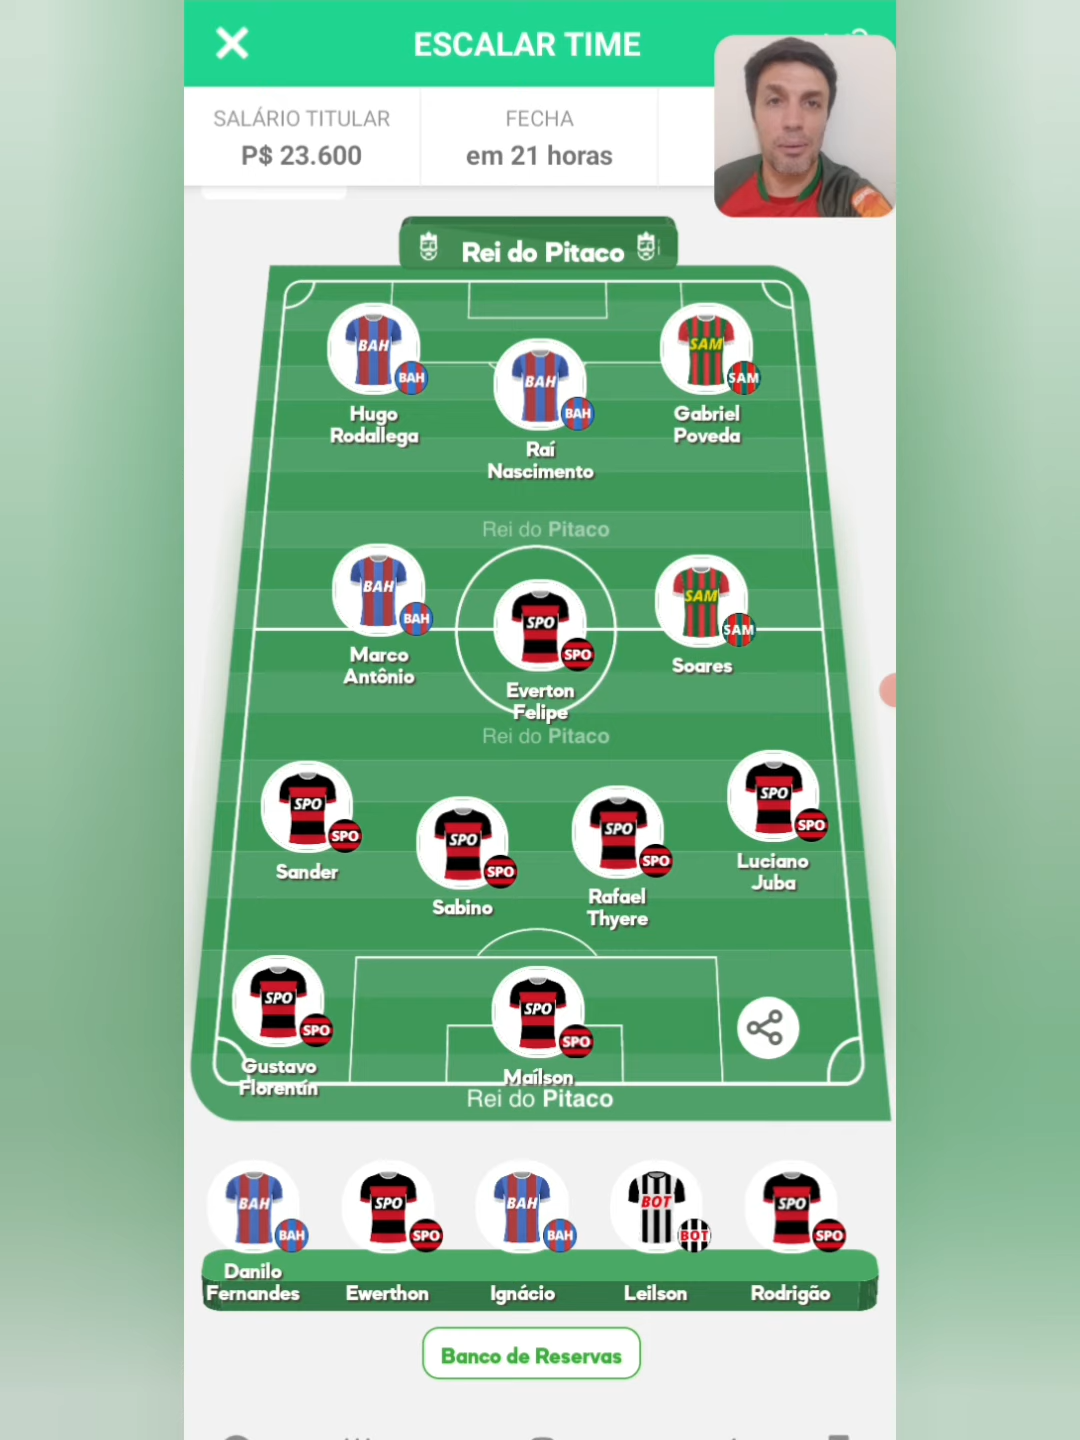 ESCALAR TIME
SALÁRIO TITULAR
P$ 23.600
FECHA
em 21 horas
Rei do Pitaco
BAH
BAH
Hugo
Rodallega
BAH
BAH
Raí
Nascimento
SAM
SAM
Gabriel
Poveda
Rei do Pitaco
BAH
BAH
Marco
Antônio
SPO
SPO
Everton
Felipe
SAM
SAM
Soares
Rei do Pitaco
SPO
SPO
Sander
SPO
SPO
Sabino
SPO
SPO
Rafael
Thyere
SPO
SPO
Luciano
Juba
SPO
SPO
Gustavo
Florentín
SPO
SPO
Maílson
Rei do Pitaco
BAH
BAH
Danilo
Fernandes
SPO
SPO
Ewerthon
BAH
BAH
Ignácio
BOT
BOT
Leilson
SPO
SPO
Rodrigão
Banco de Reservas